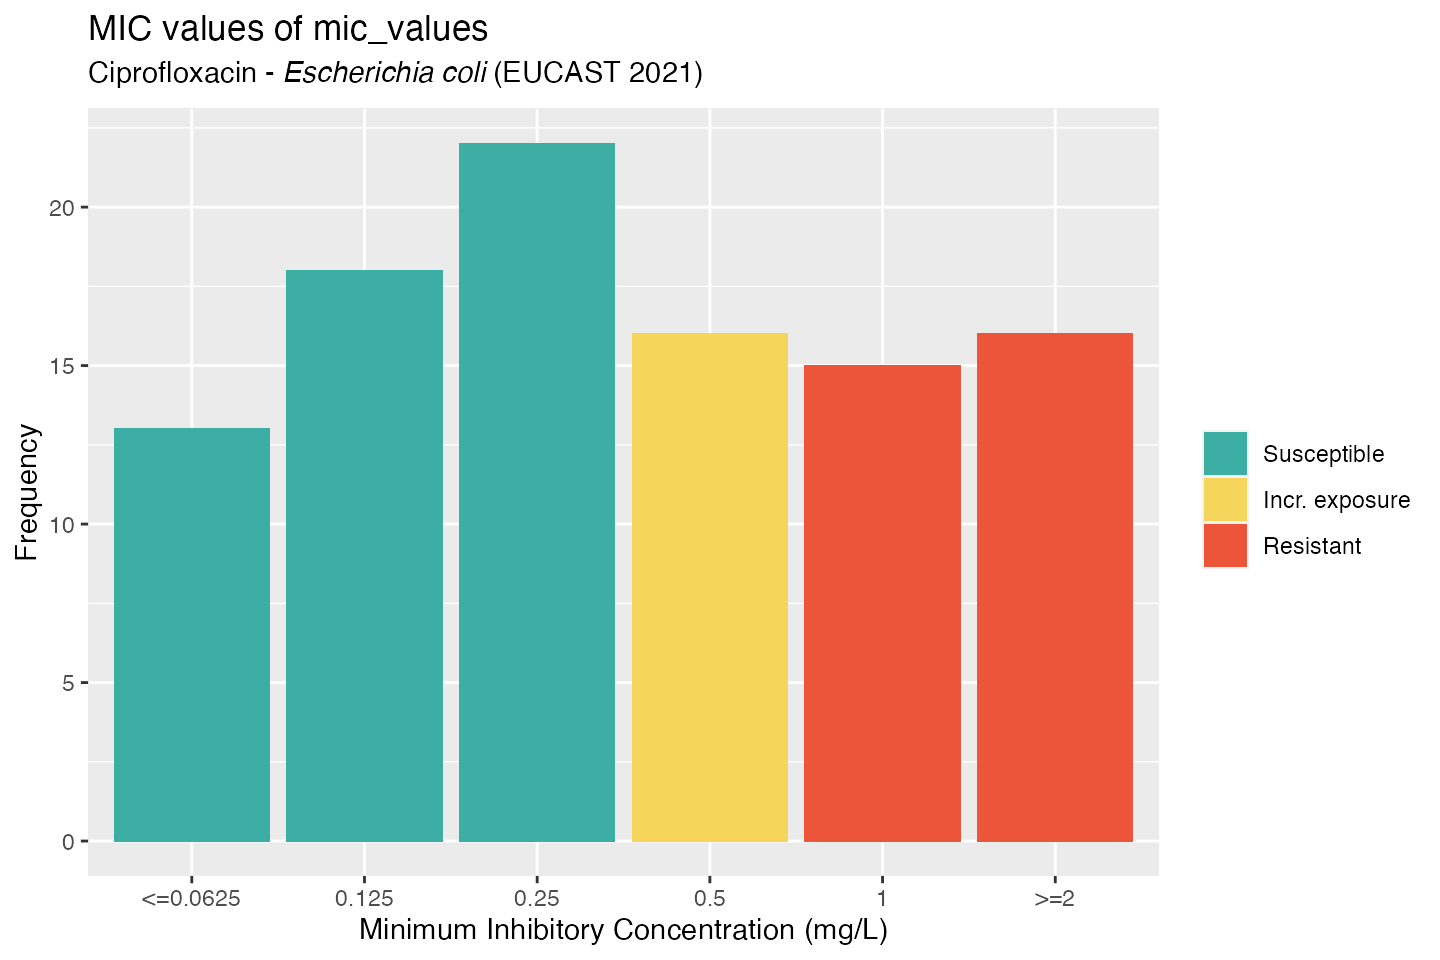 MIC values of mic_values
Ciprofloxacin - Escherichia coli (EUCAST 2021)
20
15
10
5
0
Frequency
<=0.0625
0.125
0.25
0.5
1
>=2
Minimum Inhibitory Concentration (mg/L)
Susceptible
Incr. exposure
Resistant